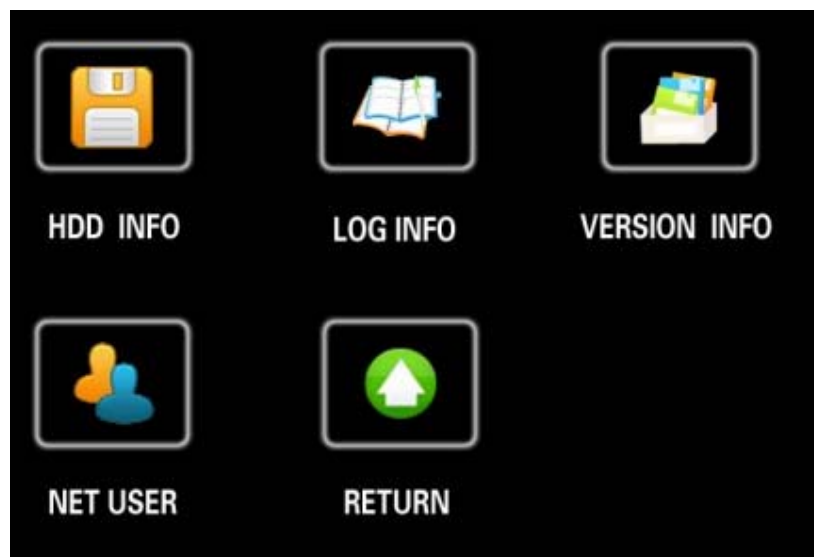 HDD INFO
LOG INFO
VERSION INFO
NET USER
RETURN